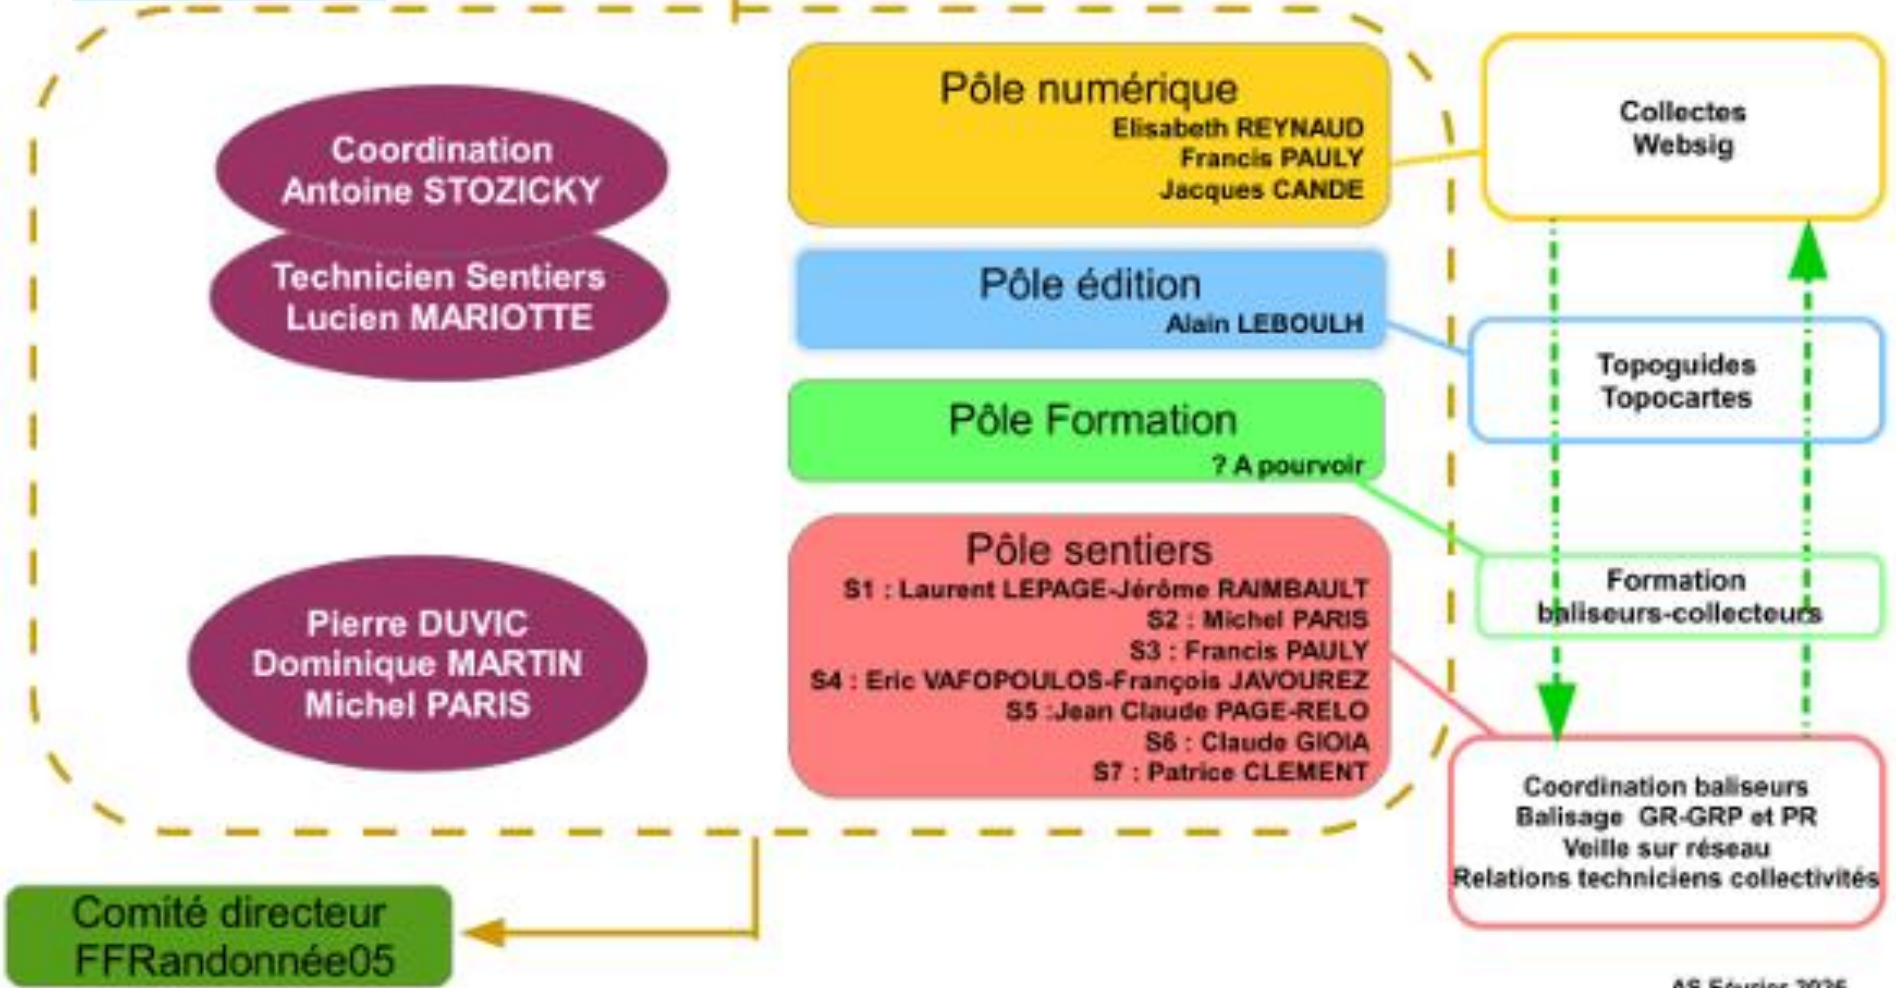 Coordination
Antoine STOZICKY
Technicien Sentiers
Lucien MARIOTTE
Pierre DUVIC
Dominique MARTIN
Michel PARIS
Pôle numérique
Elisabeth REYNAUD
Francis PAULY
Jacques CANDE
Pôle édition
Alain LEBOULH
Pôle Formation
? A pourvoir
Pôle sentiers
S1 : Laurent LEPAGE-Jérôme RAIMBAULT
S2 : Michel PARIS
S3 : Francis PAULY
S4 : Eric VAFOPOULOS-François JAVOUREZ
S5 :Jean Claude PAGE-RELO
S6 : Claude GIOIA
S7 : Patrice CLEMENT
Collectes
Websig
Topoguides
Topocartes
Formation
baliseurs-collecteurs
Coordination baliseurs
Balisage GR-GRP et PR
Veille sur réseau
Relations techniciens collectivités
Comité directeur
FFRandonnée05
AS Février